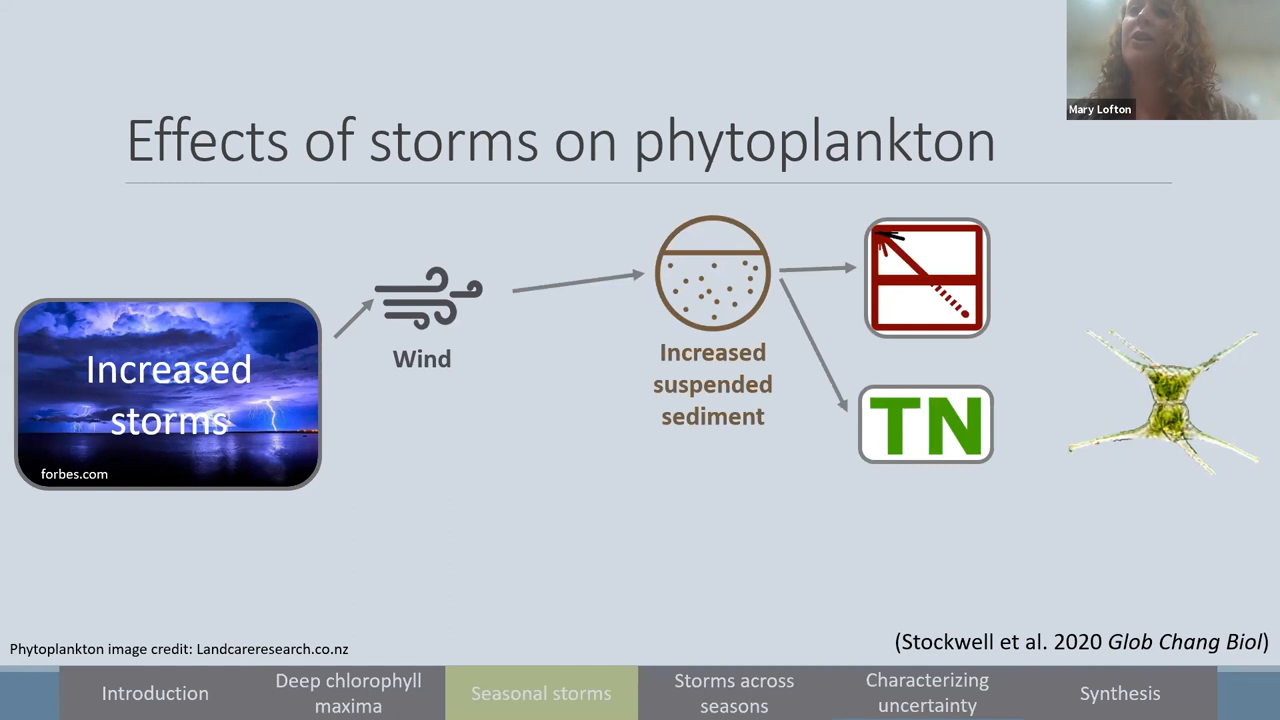 Mary Lofton
Effects of storms on phytoplankton
Increased
storms
forbes.com
Wind
Increased
suspended
sediment
TN
Phytoplankton image credit: Landcareresearch.co.nz
(Stockwell et al. 2020 Glob Chang Biol)
Introduction
Deep chlorophyll
maxima
Seasonal storms
Storms across
seasons
Characterizing
uncertainty
Synthesis